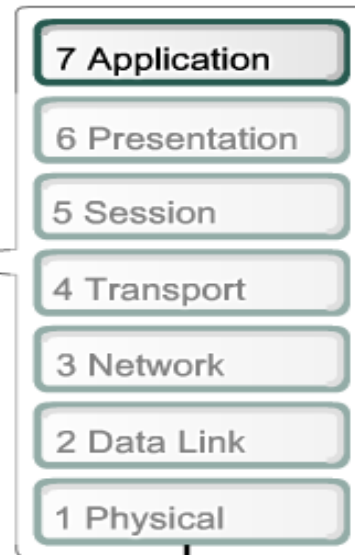 7 Application
6 Presentation
5 Session
4 Transport
3 Network
2 Data Link
1 Physical